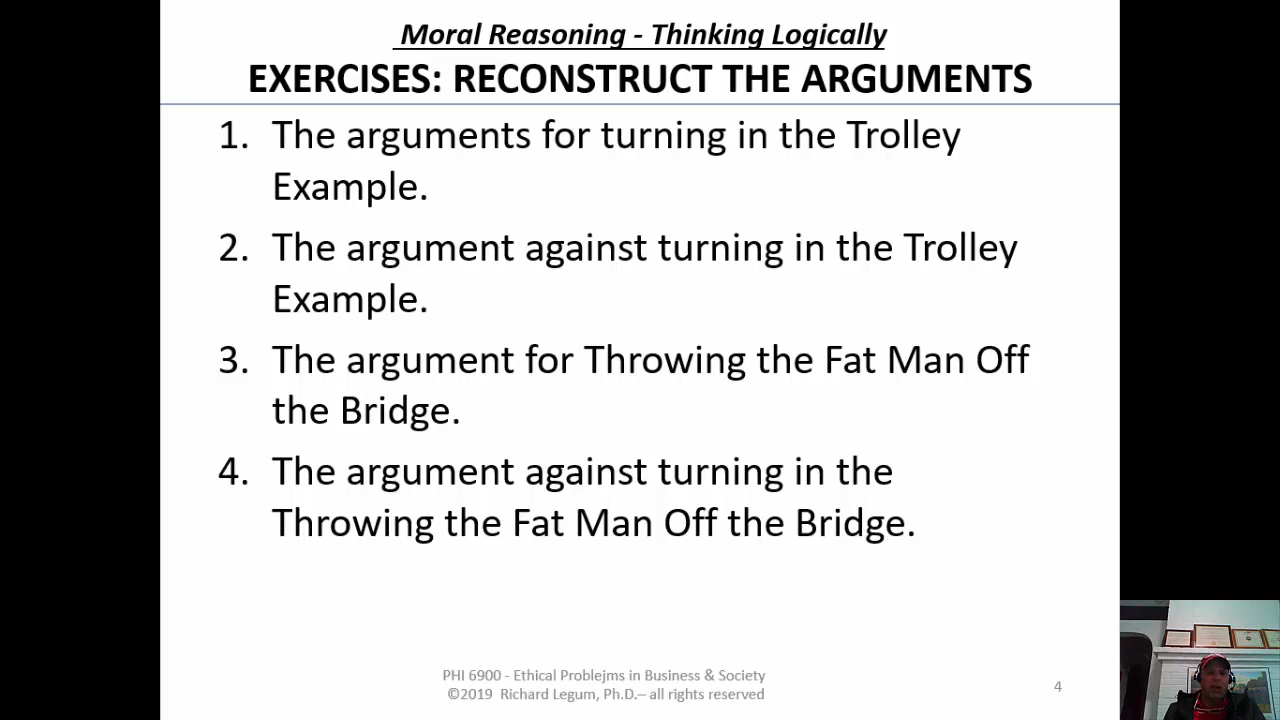 Moral Reasoning - Thinking Logically
EXERCISES: RECONSTRUCT THE ARGUMENTS
1. The arguments for turning in the Trolley
Example.
2. The argument against turning in the Trolley
Example.
3. The argument for Throwing the Fat Man Off
the Bridge.
4. The argument against turning in the
Throwing the Fat Man Off the Bridge.
PHI 6900 - Ethical Problejms in Business & Society
©2019 Richard Legum, Ph.D.– all rights reserved
4